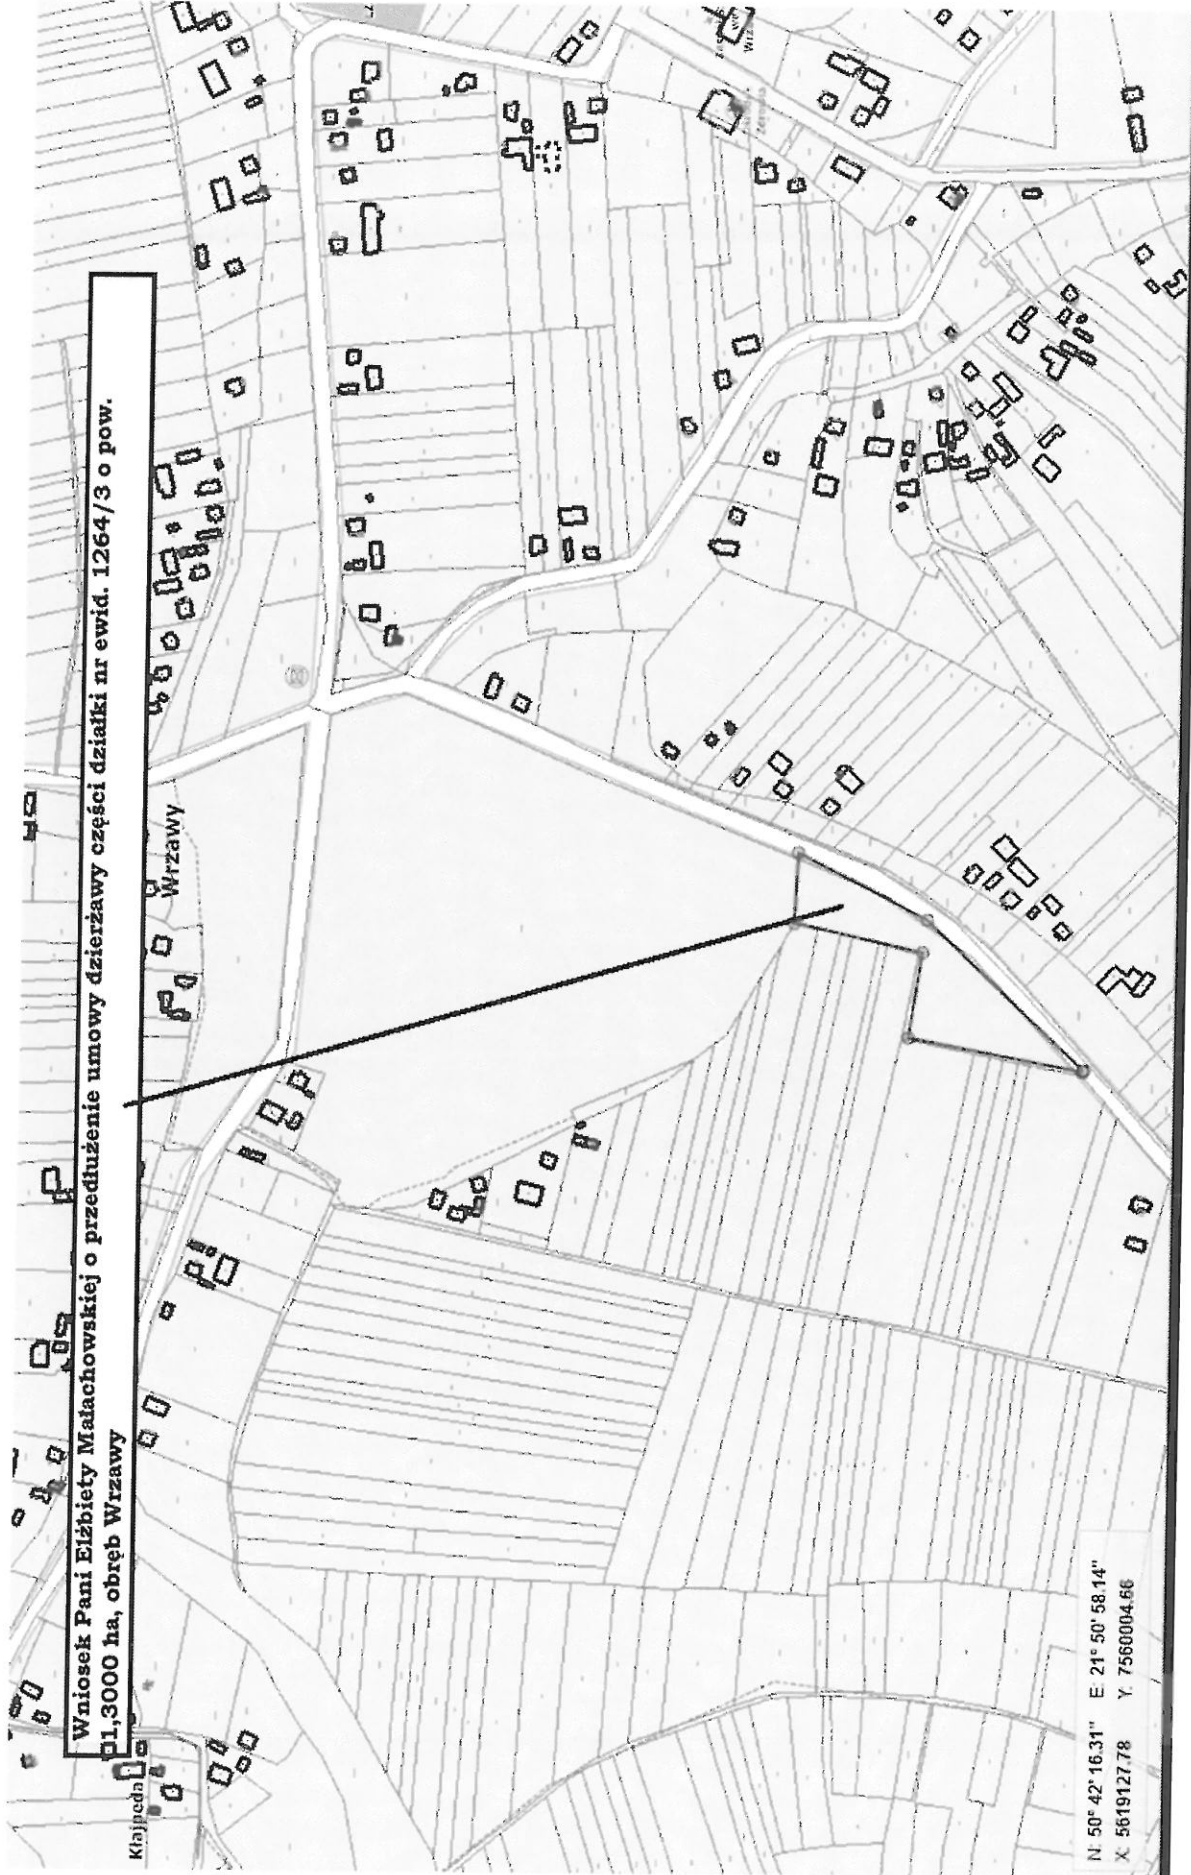 Wniosek Pani Elżbiety Małachowskiej o przedłużenie umowy dzierżawy części działki nr ewid. 1264/3 o pow.
1,3000 ha, obręb Wrzawy
Wrzawy
Kłajpeda
N: 50° 42' 16.31" E: 21° 50' 58.14"
X: 5619127.78 Y: 7560004.66